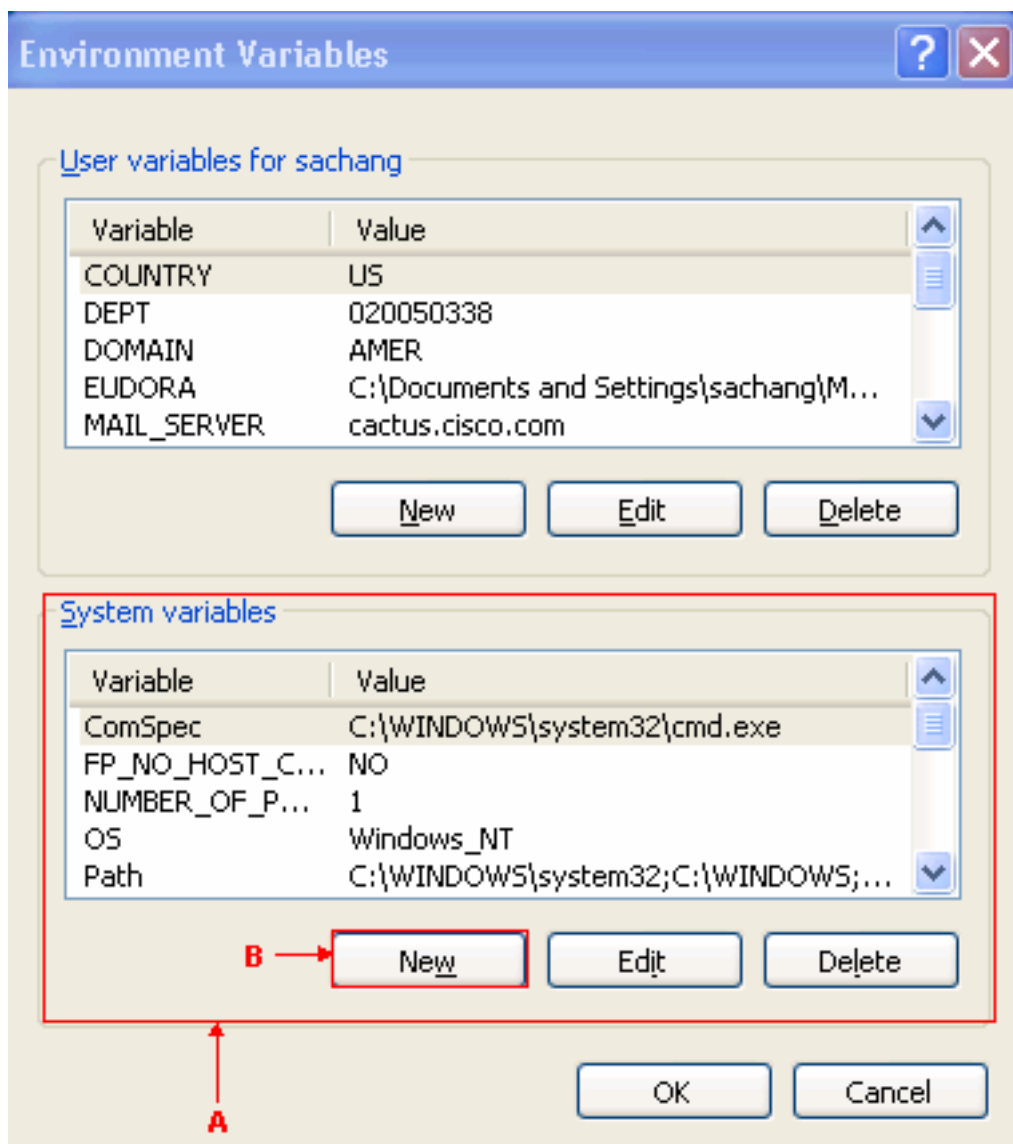 Environment Variables
User variables for sachang
Variable Value
COUNTRY US
DEPT 020050338
DOMAIN AMER
EUDORA C:\Documents and Settings\sachang\M...
MAIL_SERVER cactus.cisco.com
New Edit Delete
System variables
Variable Value
ComSpec C:\WINDOWS\system32\cmd.exe
FP_NO_HOST_C... NO
NUMBER_OF_P... 1
OS Windows_NT
Path C:\WINDOWS\system32;C:\WINDOWS;...
B New Edit Delete
OK Cancel
A